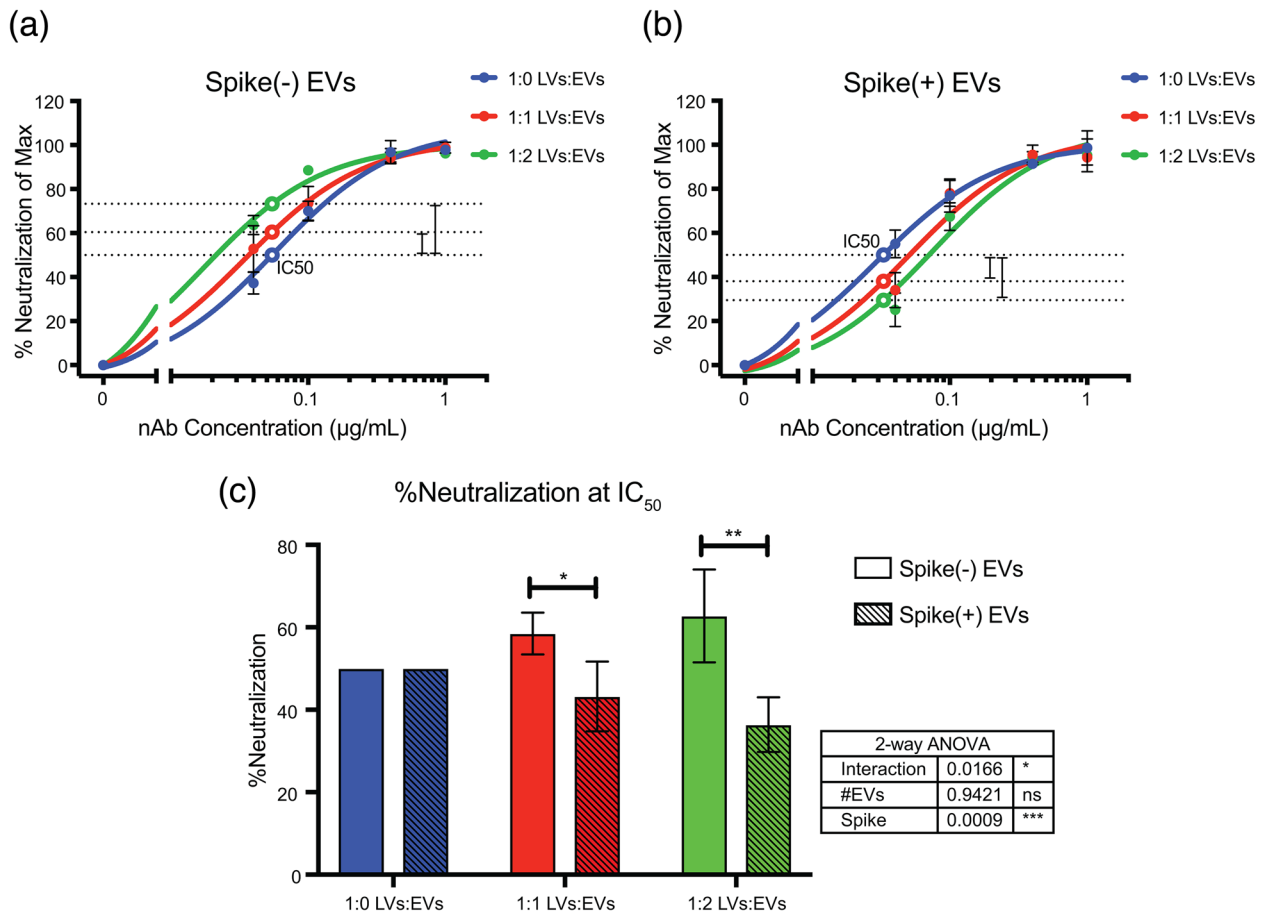 (a)
Spike(-) EVs
1:0 LVs:EVs
1:1 LVs:EVs
1:2 LVs:EVs
% Neutralization of Max
120
100
80
60
40
20
0
IC50
0
0.1
1
nAb Concentration (µg/mL)
(b)
Spike(+) EVs
1:0 LVs:EVs
1:1 LVs:EVs
1:2 LVs:EVs
% Neutralization of Max
120
100
80
60
40
20
0
IC50
0
0.1
1
nAb Concentration (µg/mL)
(c)
%Neutralization at IC50
%Neutralization
80
60
40
20
0
*
**
1:0 LVs:EVs
1:1 LVs:EVs
1:2 LVs:EVs
Spike(-) EVs
Spike(+) EVs
2-way ANOVA
Interaction 0.0166 *
#EVs 0.9421 ns
Spike 0.0009 ***